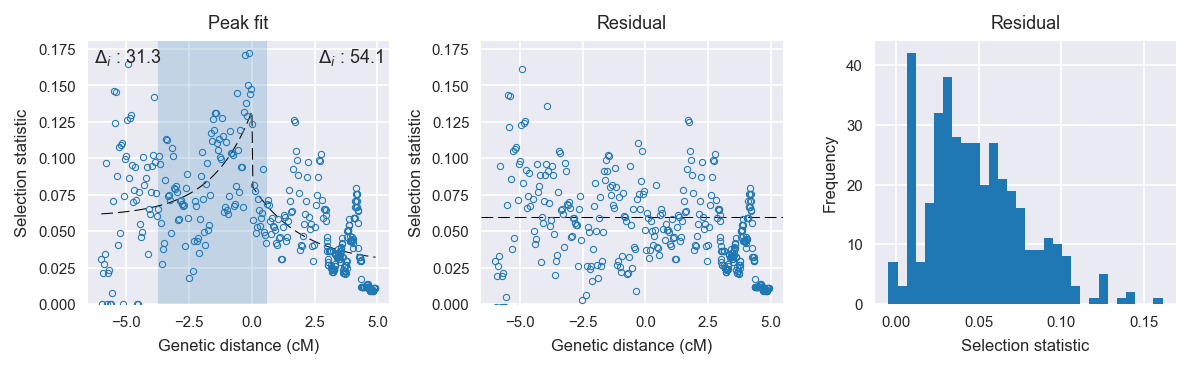 Peak fit
Δi : 31.3
Δi : 54.1
Selection statistic
0.175
0.150
0.125
0.100
0.075
0.050
0.025
0.000
−5.0 −2.5 0.0 2.5 5.0
Genetic distance (cM)
Residual
Selection statistic
0.175
0.150
0.125
0.100
0.075
0.050
0.025
0.000
−5.0 −2.5 0.0 2.5 5.0
Genetic distance (cM)
Residual
Frequency
40
30
20
10
0
0.00 0.05 0.10 0.15
Selection statistic